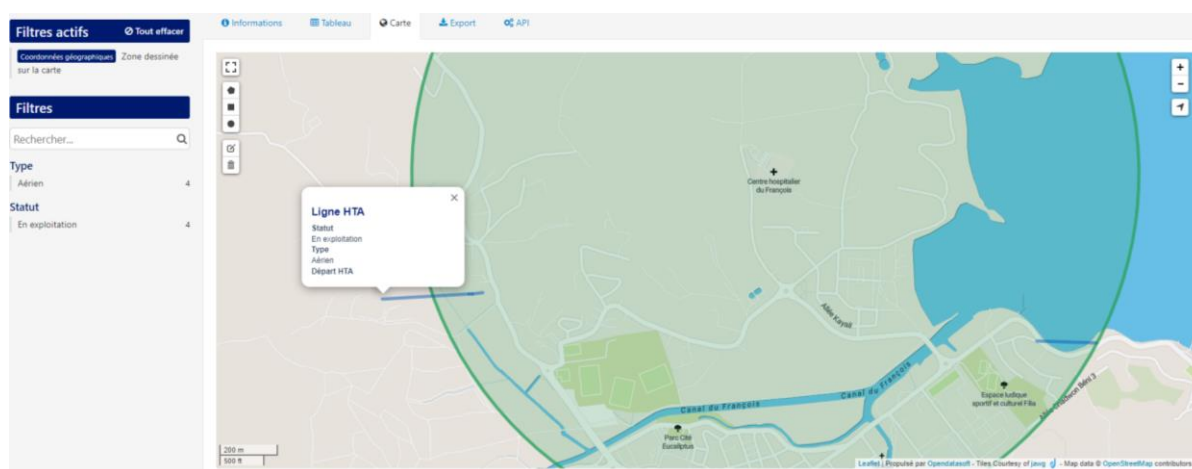 Informations
Tableau
Carte
Export
API
Filtres actifs
Tout effacer
Coordonnées géographiques Zone dessinée
sur la carte
Filtres
Rechercher...
Type
Aérien 4
Statut
En exploitation 4
Centre hospitalier
du François
Ligne HTA
Statut
En exploitation
Type
Aérien
Départ HTA
Allée Kaysil
Canal du François
Canal du François
Espace ludique
sportif et culturel Filia
Parc Cité
Eucaliptus
200 m
500 ft
+
−
Leaflet | Propulsé par Opendatasoft - Tiles Courtesy of jawg - Map data © OpenStreetMap contributors